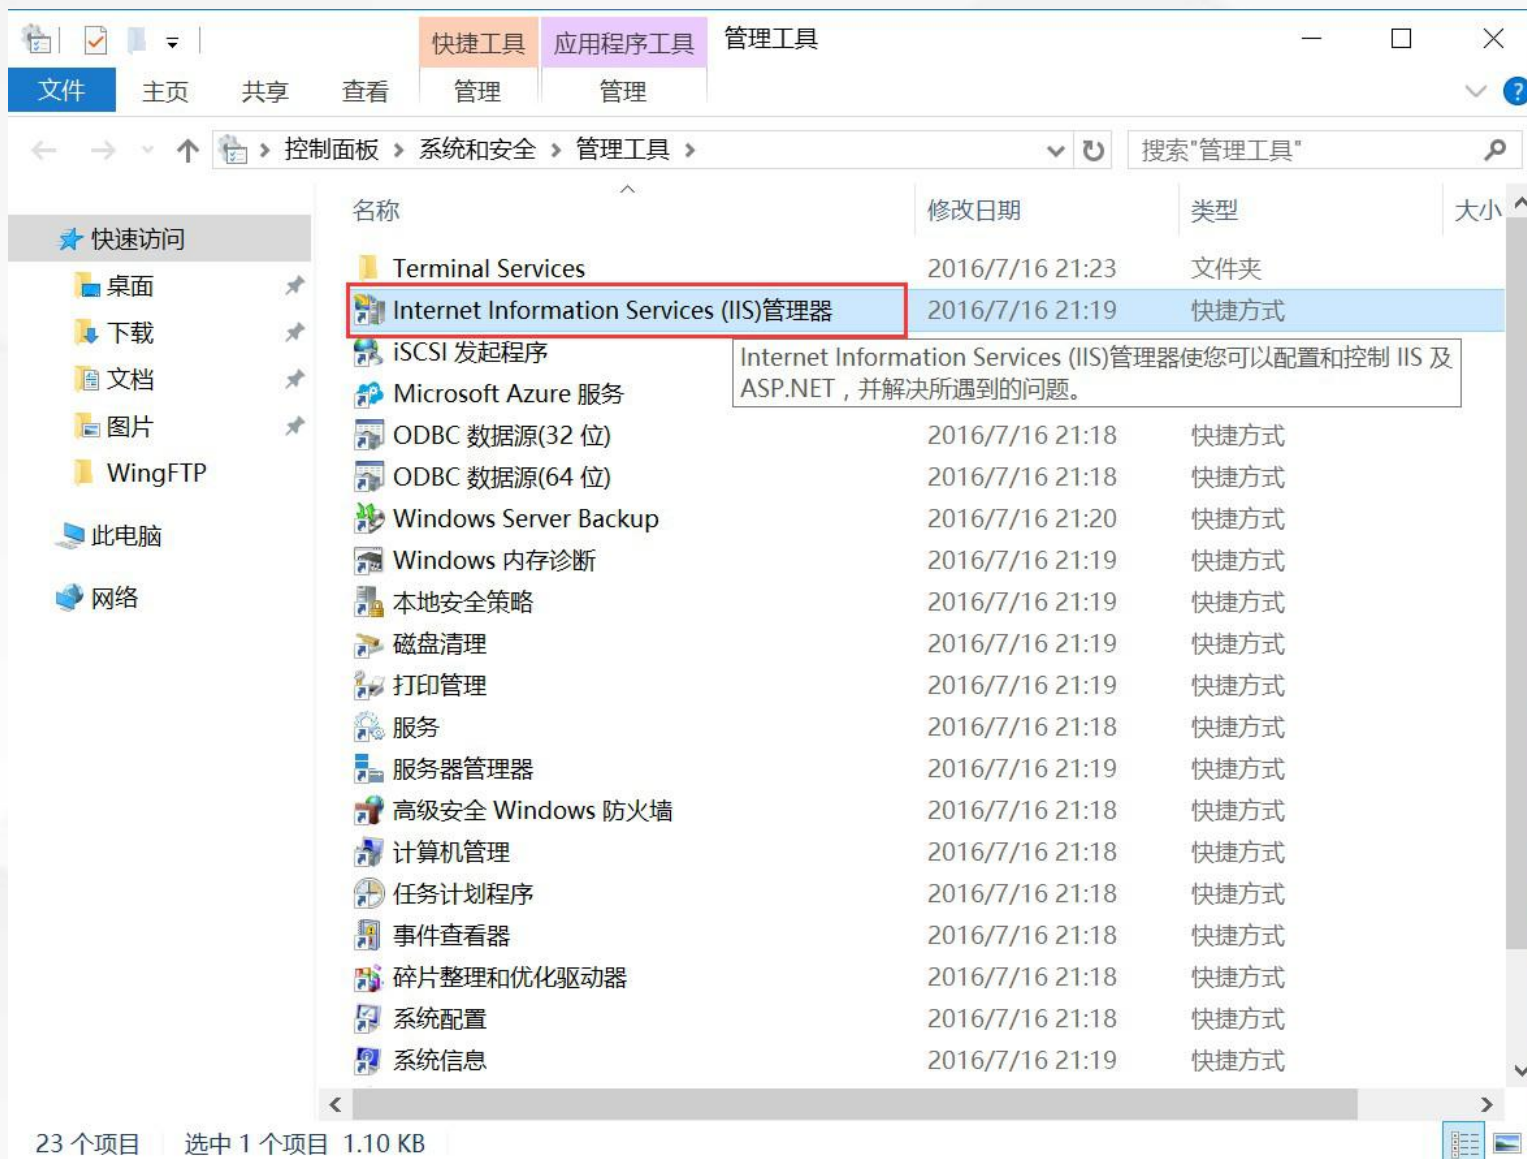 快捷工具 应用程序工具 管理工具
文件 主页 共享 查看 管理 管理
控制面板 系统和安全 管理工具 搜索"管理工具"
名称 修改日期 类型 大小
快速访问
桌面
下载
文档
图片
WingFTP
此电脑
网络
Terminal Services 2016/7/16 21:23 文件夹
Internet Information Services (IIS)管理器 2016/7/16 21:19 快捷方式
iSCSI 发起程序
Internet Information Services (IIS)管理器使您可以配置和控制 IIS 及
ASP.NET，并解决所遇到的问题。
Microsoft Azure 服务
ODBC 数据源(32 位) 2016/7/16 21:18 快捷方式
ODBC 数据源(64 位) 2016/7/16 21:18 快捷方式
Windows Server Backup 2016/7/16 21:20 快捷方式
Windows 内存诊断 2016/7/16 21:19 快捷方式
本地安全策略 2016/7/16 21:19 快捷方式
磁盘清理 2016/7/16 21:19 快捷方式
打印管理 2016/7/16 21:19 快捷方式
服务 2016/7/16 21:18 快捷方式
服务器管理器 2016/7/16 21:19 快捷方式
高级安全 Windows 防火墙 2016/7/16 21:18 快捷方式
计算机管理 2016/7/16 21:18 快捷方式
任务计划程序 2016/7/16 21:18 快捷方式
事件查看器 2016/7/16 21:18 快捷方式
碎片整理和优化驱动器 2016/7/16 21:18 快捷方式
系统配置 2016/7/16 21:18 快捷方式
系统信息 2016/7/16 21:19 快捷方式
23 个项目 选中 1 个项目 1.10 KB